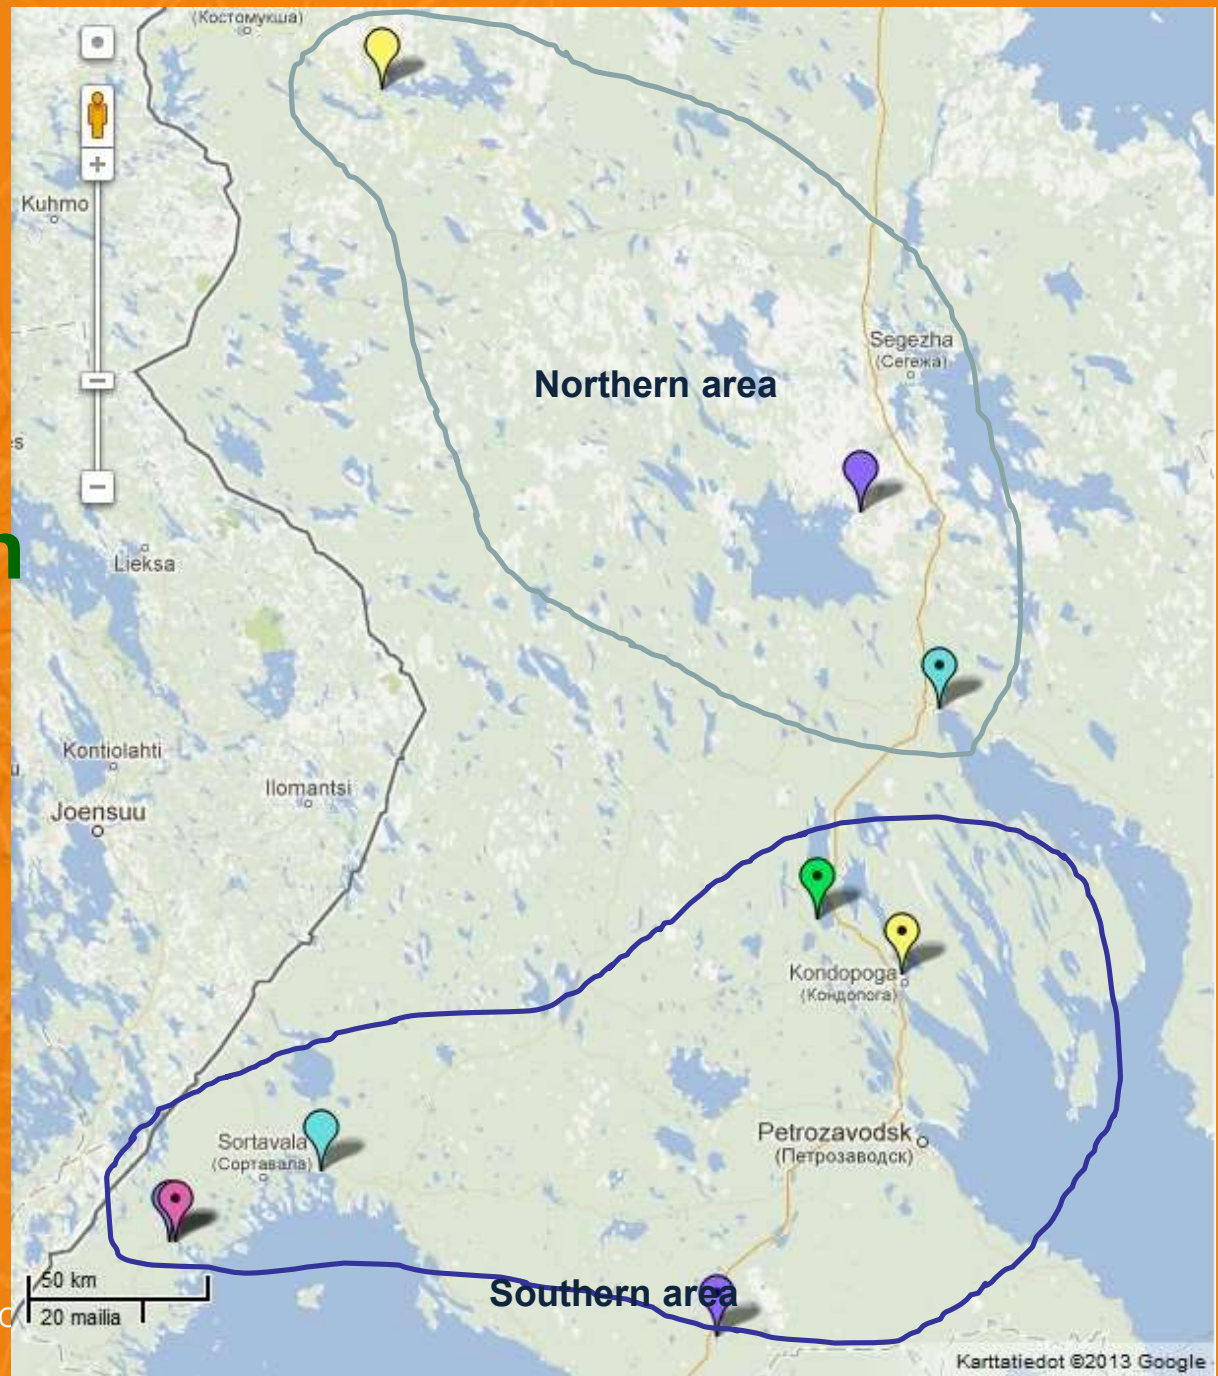 (Костомукша)
Kuhmo
Segezha
(Сегежа)
Northern area
es
n
Lieksa
Kontiolahti
u
Ilomantsi
Joensuu
Kondopoga
(Кондопога)
Petrozavodsk
(Петрозаводск)
Sortavala
(Сортавала)
50 km
20 mailia
Southern area
Karttatiedot ©2013 Google